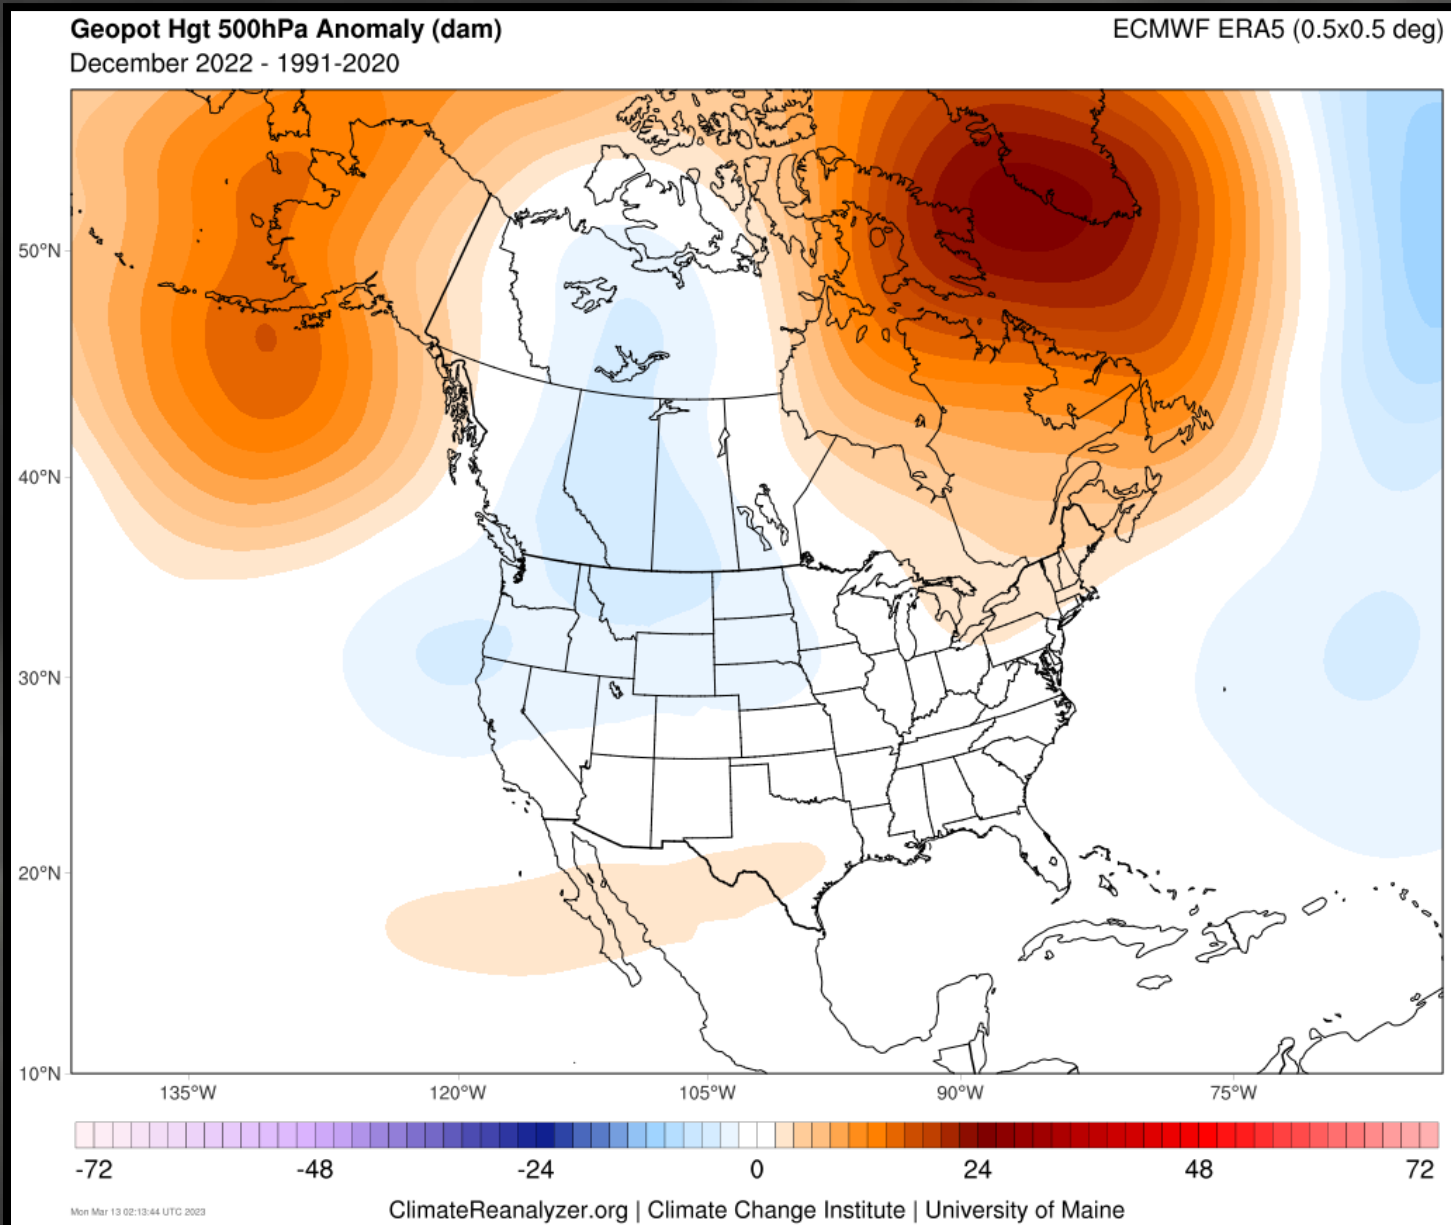 Geopot Hgt 500hPa Anomaly (dam)
ECMWF ERA5 (0.5x0.5 deg)
December 2022 - 1991-2020
50°N
40°N
30°N
20°N
10°N
135°W 120°W 105°W 90°W 75°W
-72 -48 -24 0 24 48 72
Mon Mar 13 02:13:44 UTC 2023
ClimateReanalyzer.org | Climate Change Institute | University of Maine